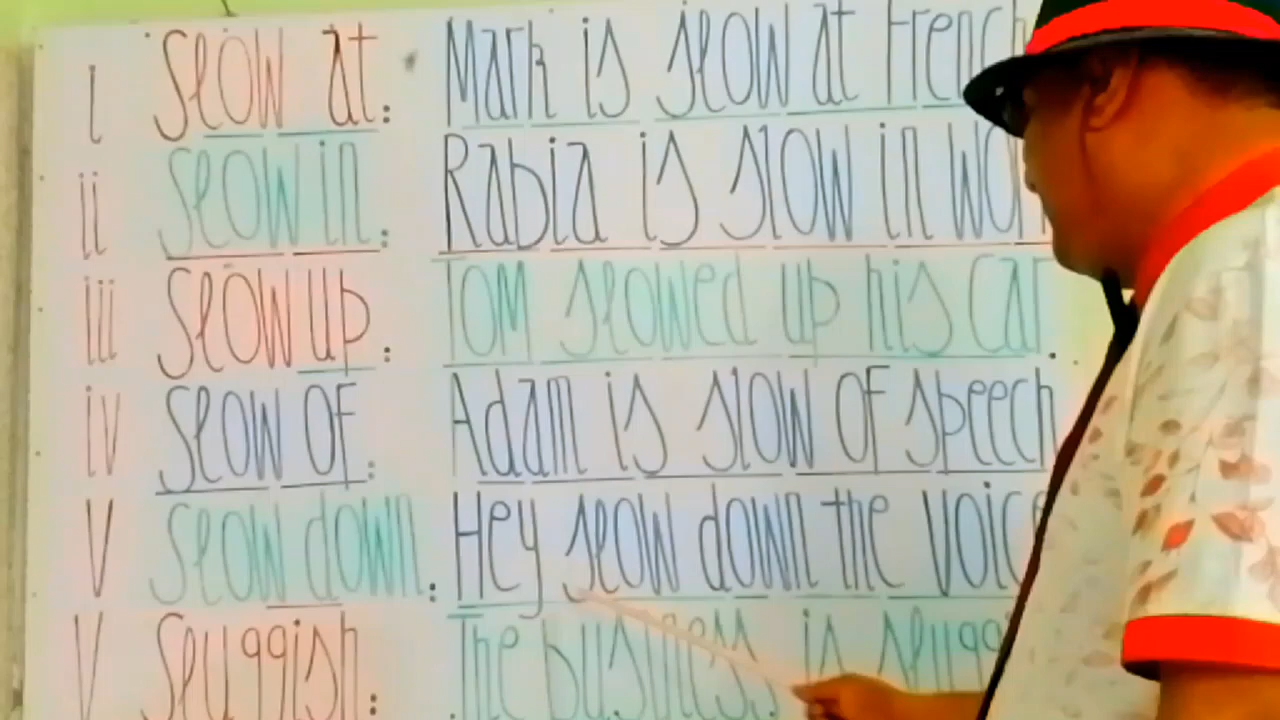 i Slow at: Mark is slow at French
ii Slow in: Rabia is slow in
iii Slow up: Tom slowed up his car.
iv Slow of: Adam is slow of speech
V Slow down: Hey slow down the voice
V Sluggish: The business is